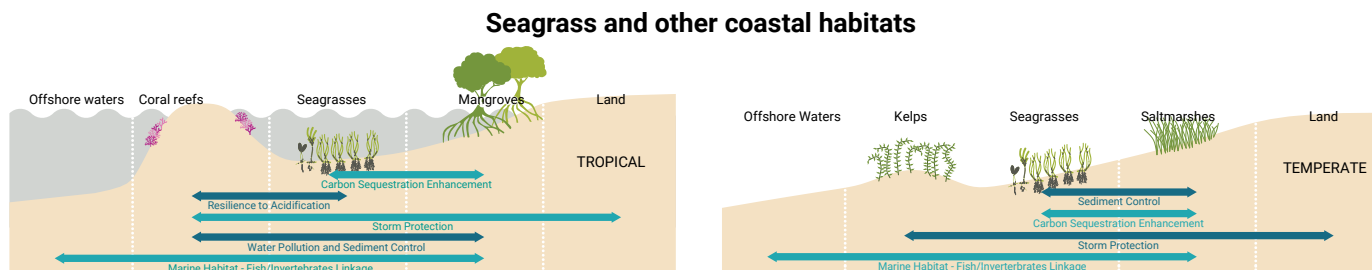 Seagrass and other coastal habitats
Offshore waters
Coral reefs
Seagrasses
Mangroves
Land
TROPICAL
Carbon Sequestration Enhancement
Resilience to Acidification
Storm Protection
Water Pollution and Sediment Control
Marine Habitat - Fish/Invertebrates Linkage
Offshore Waters
Kelps
Seagrasses
Saltmarshes
Land
TEMPERATE
Sediment Control
Carbon Sequestration Enhancement
Storm Protection
Marine Habitat - Fish/Invertebrates Linkage